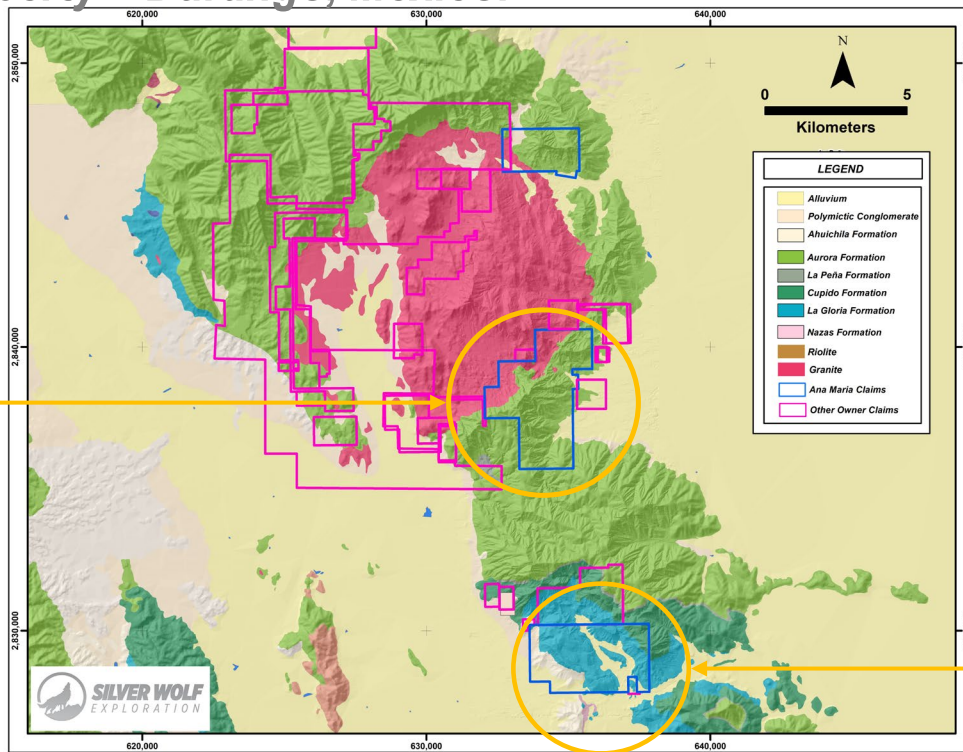 Durango, Mexico.
620,000
630,000
640,000
2,850,000
2,840,000
2,830,000
N
0
5
Kilometers
LEGEND
Alluvium
Polymictic Conglomerate
Ahuichila Formation
Aurora Formation
La Peña Formation
Cupido Formation
La Gloria Formation
Nazas Formation
Riolite
Granite
Ana Maria Claims
Other Owner Claims
SILVER WOLF
EXPLORATION
620,000
630,000
640,000